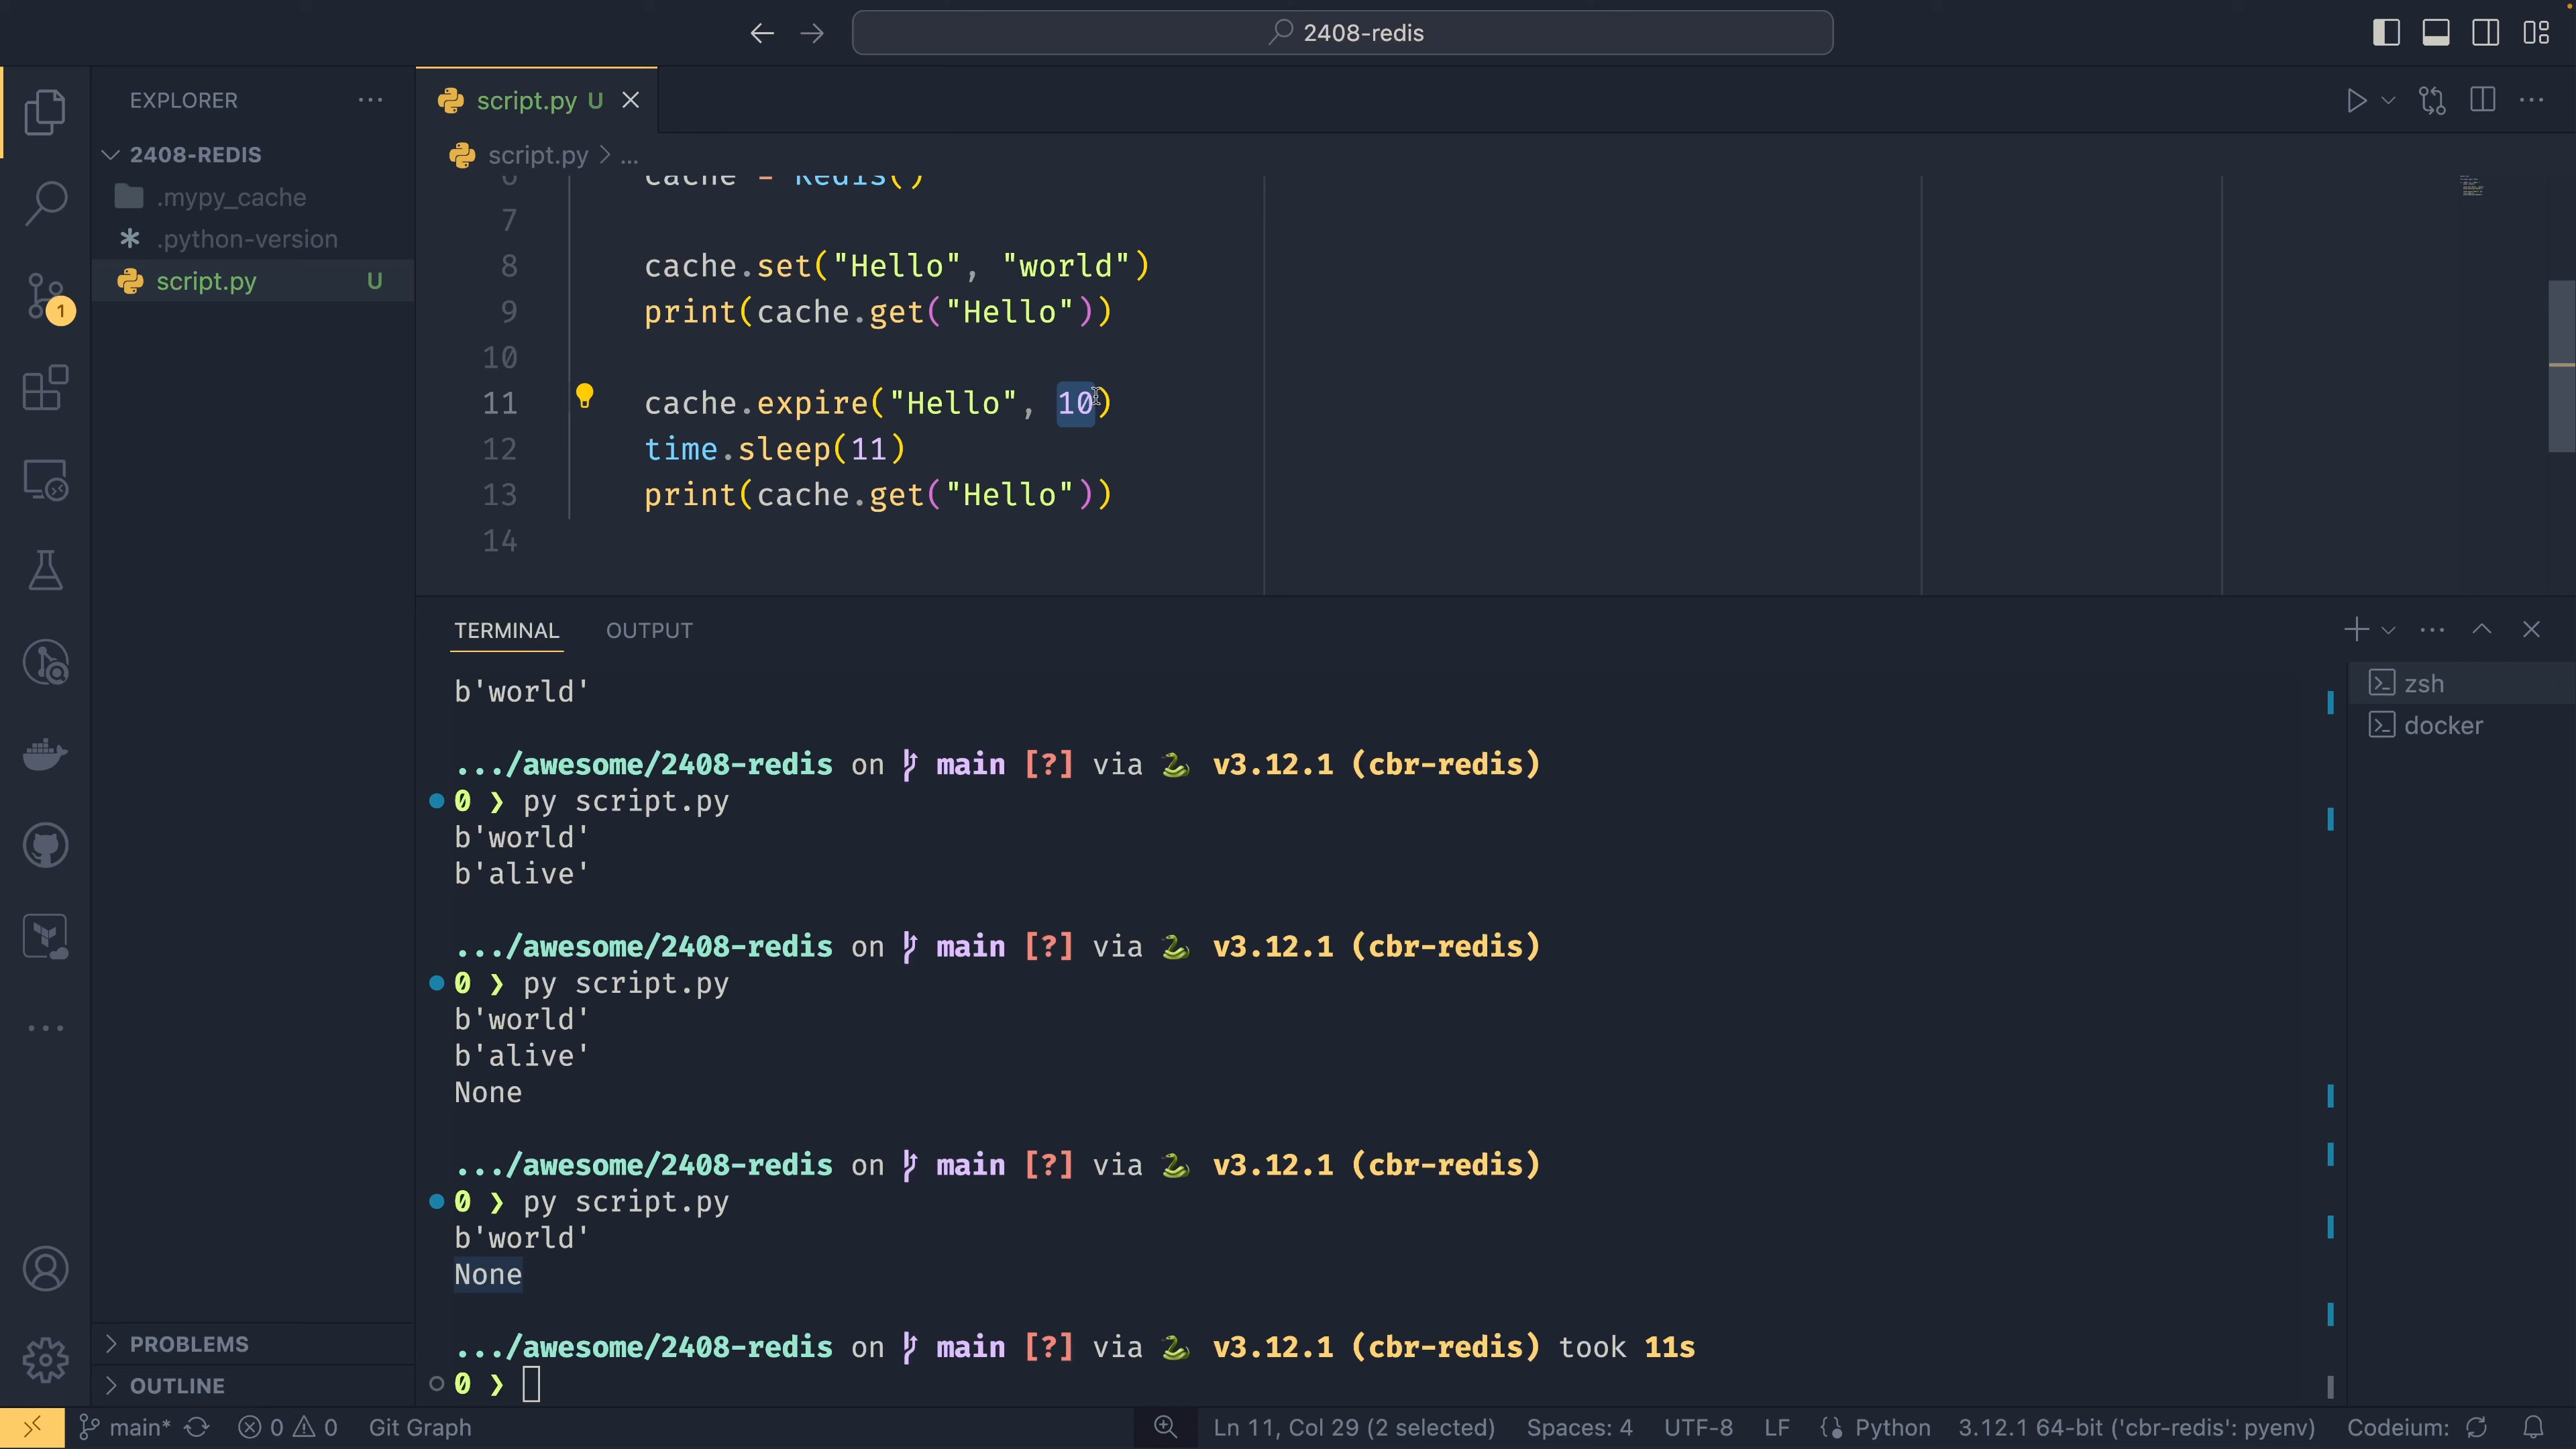 2408-redis
EXPLORER
2408-REDIS
.mypy_cache
.python-version
script.py U
script.py U
script.py > ...
6 cache = Redis()
7
8 cache.set("Hello", "world")
9 print(cache.get("Hello"))
10
11 cache.expire("Hello", 10)
12 time.sleep(11)
13 print(cache.get("Hello"))
14
1
TERMINAL OUTPUT
zsh
docker
b'world'
.../awesome/2408-redis on main [?] via v3.12.1 (cbr-redis)
0 ❯ py script.py
b'world'
b'alive'
.../awesome/2408-redis on main [?] via v3.12.1 (cbr-redis)
0 ❯ py script.py
b'world'
b'alive'
None
.../awesome/2408-redis on main [?] via v3.12.1 (cbr-redis)
0 ❯ py script.py
b'world'
None
.../awesome/2408-redis on main [?] via v3.12.1 (cbr-redis) took 11s
0 ❯
PROBLEMS
OUTLINE
main* 0 0 Git Graph Ln 11, Col 29 (2 selected) Spaces: 4 UTF-8 LF Python 3.12.1 64-bit ('cbr-redis': pyenv) Codeium: